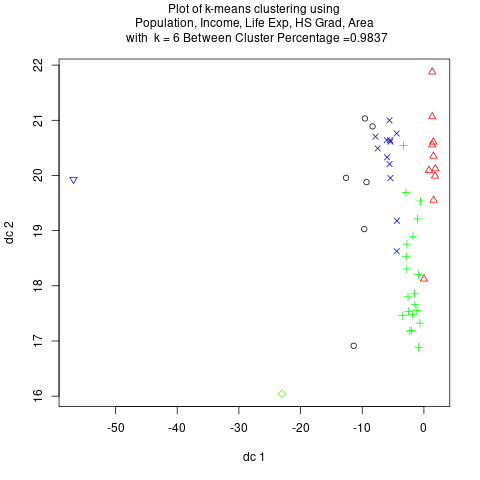 Plot of k-means clustering using
Population, Income, Life Exp, HS Grad, Area
with k = 6 Between Cluster Percentage =0.9837
22
21
20
19
18
17
16
dc 2
-50 -40 -30 -20 -10 0
dc 1